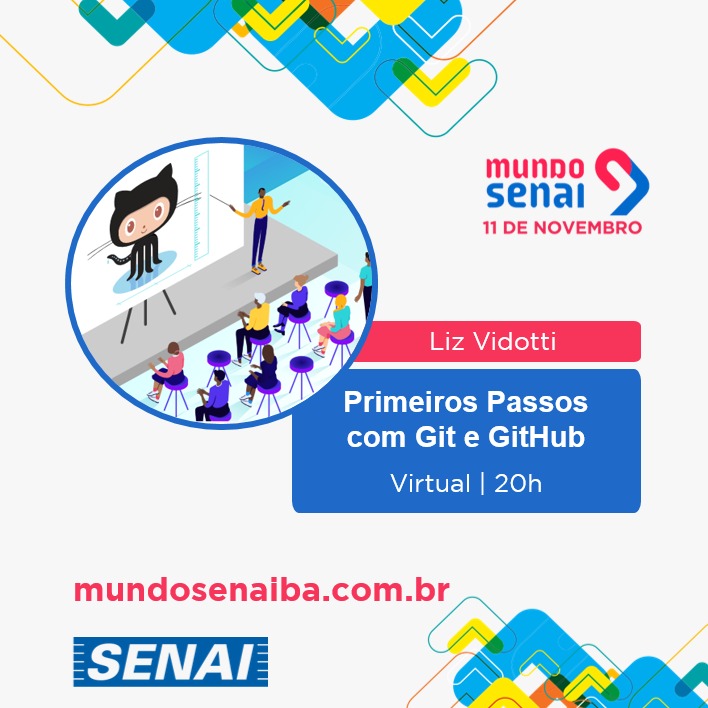 mundo
senai
11 DE NOVEMBRO
Liz Vidotti
Primeiros Passos
com Git e GitHub
Virtual | 20h
mundosenaiba.com.br
SENAI